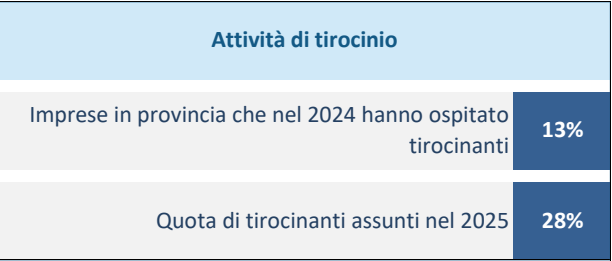 Attività di tirocinio
Imprese in provincia che nel 2024 hanno ospitato
tirocinanti
13%
Quota di tirocinanti assunti nel 2025
28%